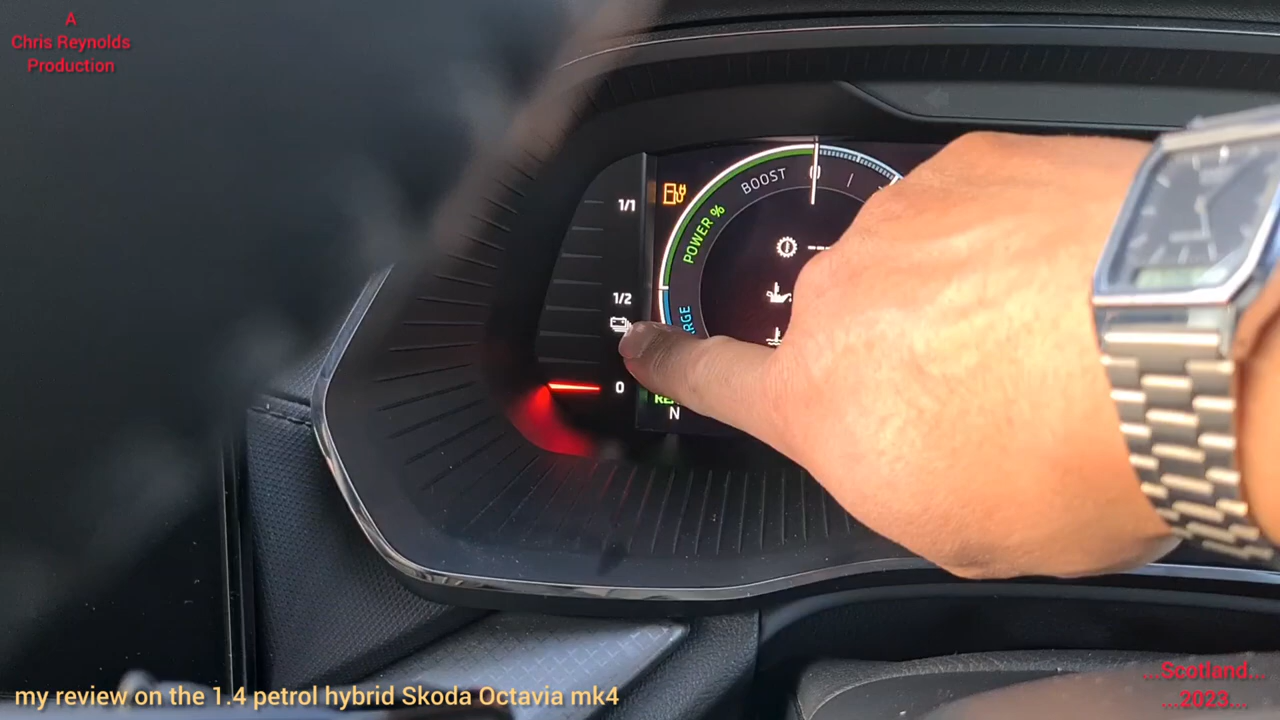 A
Chris Reynolds
Production
1/1
BOOST
0
POWER %
1/2
0
N
my review on the 1.4 petrol hybrid Skoda Octavia mk4
...Scotland...
...2023...